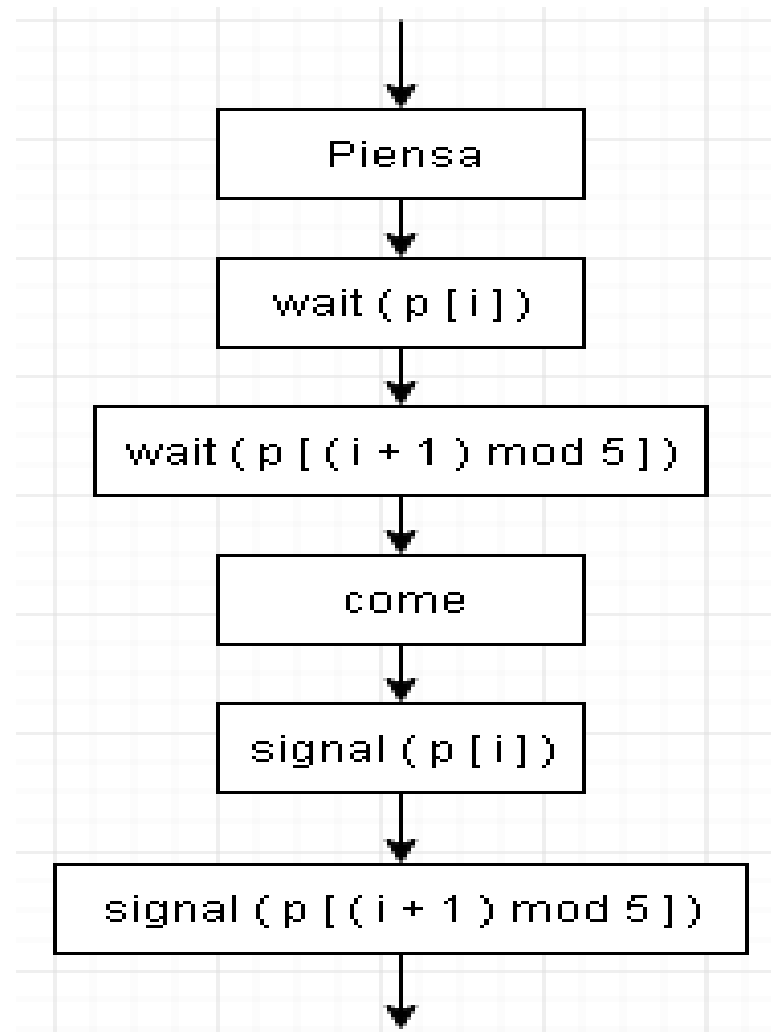 Piensa
wait ( p [ i ] )
wait ( p [ ( i + 1 ) mod 5 ] )
come
signal ( p [ i ] )
signal ( p [ ( i + 1 ) mod 5 ] )